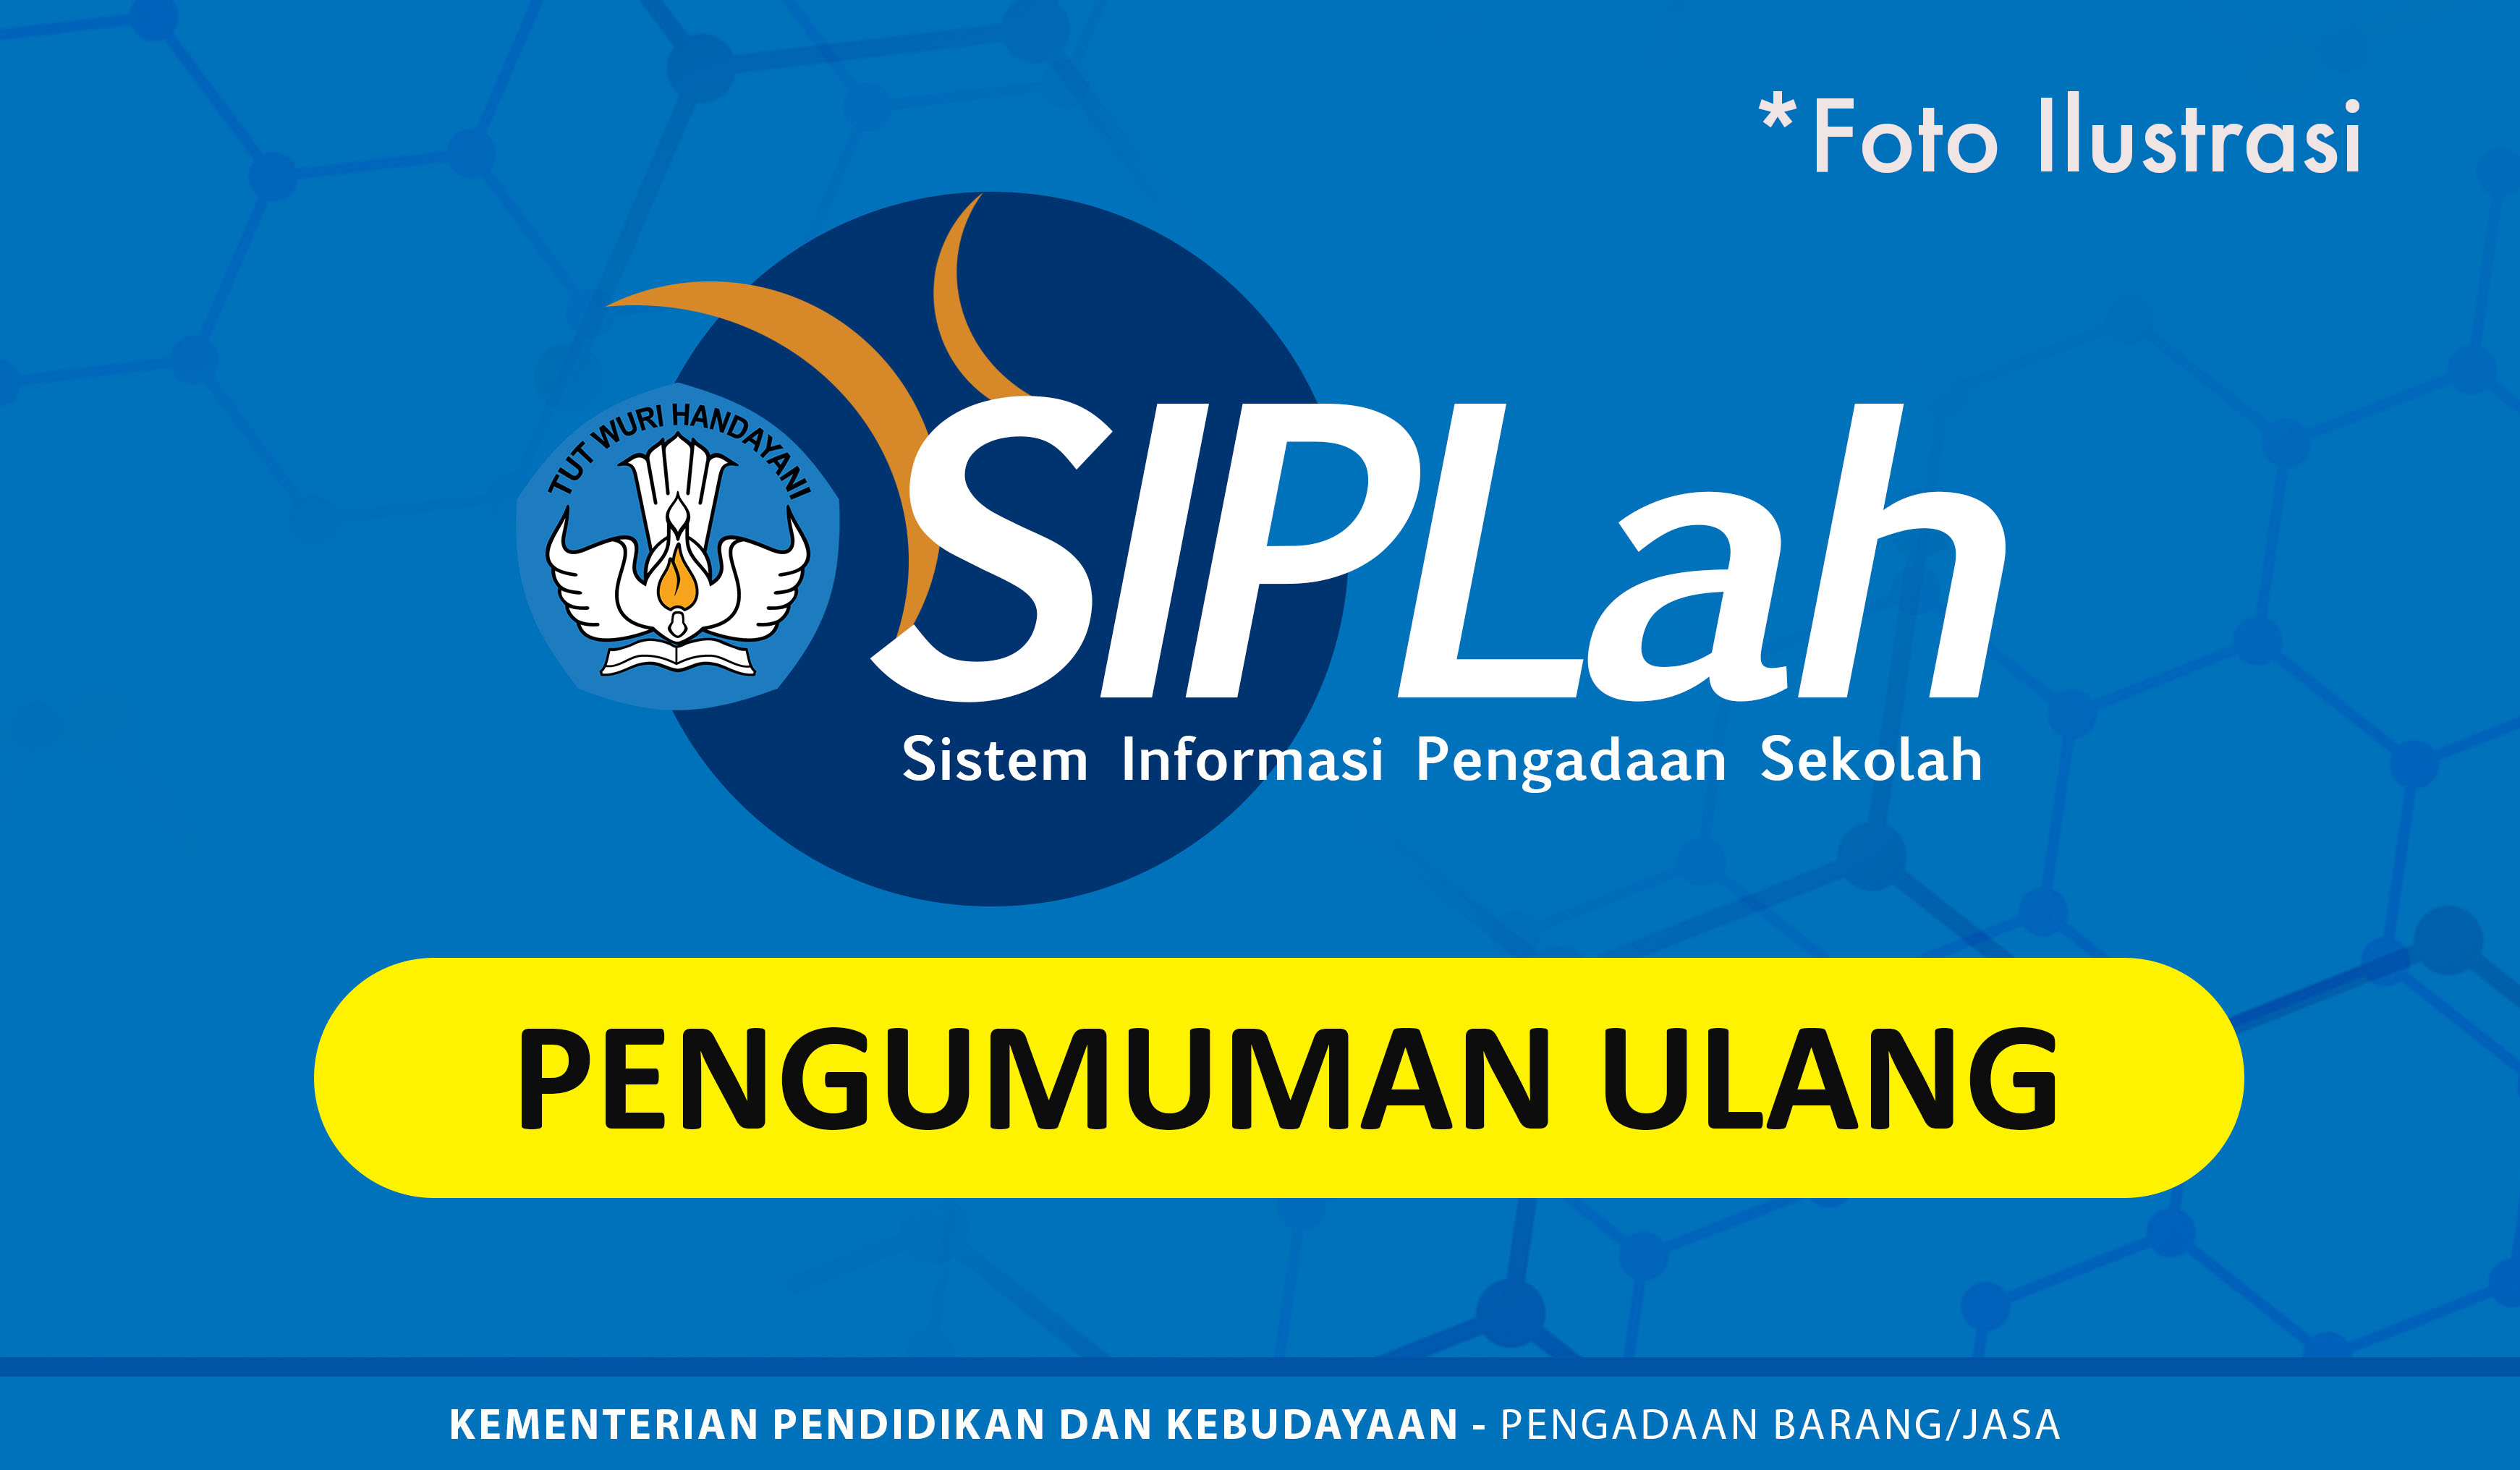 *Foto Ilustrasi
TUT WURI HANDAYANI
SIPLah
Sistem Informasi Pengadaan Sekolah
PENGUMUMAN ULANG
KEMENTERIAN PENDIDIKAN DAN KEBUDAYAAN - PENGADAAN BARANG/JASA